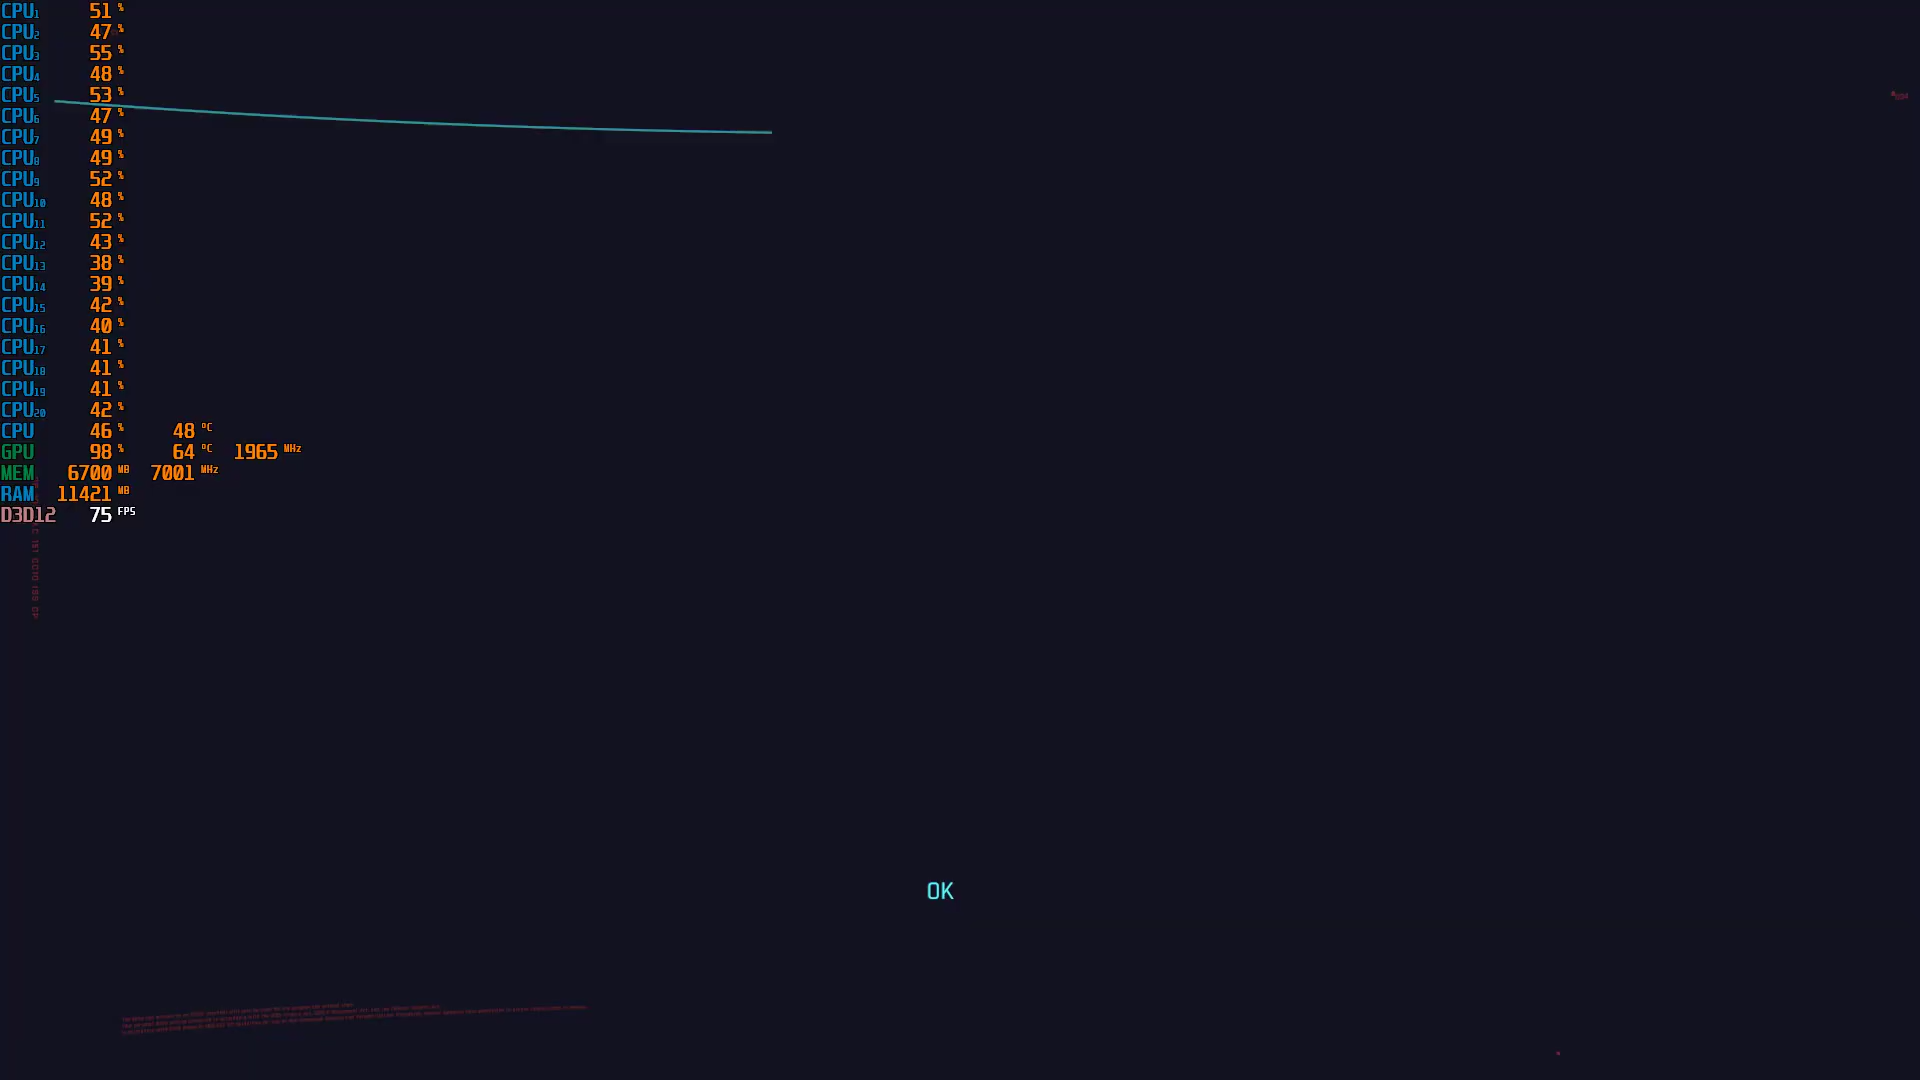 CPU1 51 %
CPU2 47 %
CPU3 55 %
CPU4 48 %
CPU5 53 %
CPU6 47 %
CPU7 49 %
CPU8 49 %
CPU9 52 %
CPU10 48 %
CPU11 52 %
CPU12 43 %
CPU13 38 %
CPU14 39 %
CPU15 42 %
CPU16 40 %
CPU17 41 %
CPU18 41 %
CPU19 41 %
CPU20 42 %
CPU 46 % 48 °C
GPU 98 % 64 °C 1965 MHz
MEM 6700 MB 7001 MHz
RAM 11421 MB
D3D12 75 FPS
OK